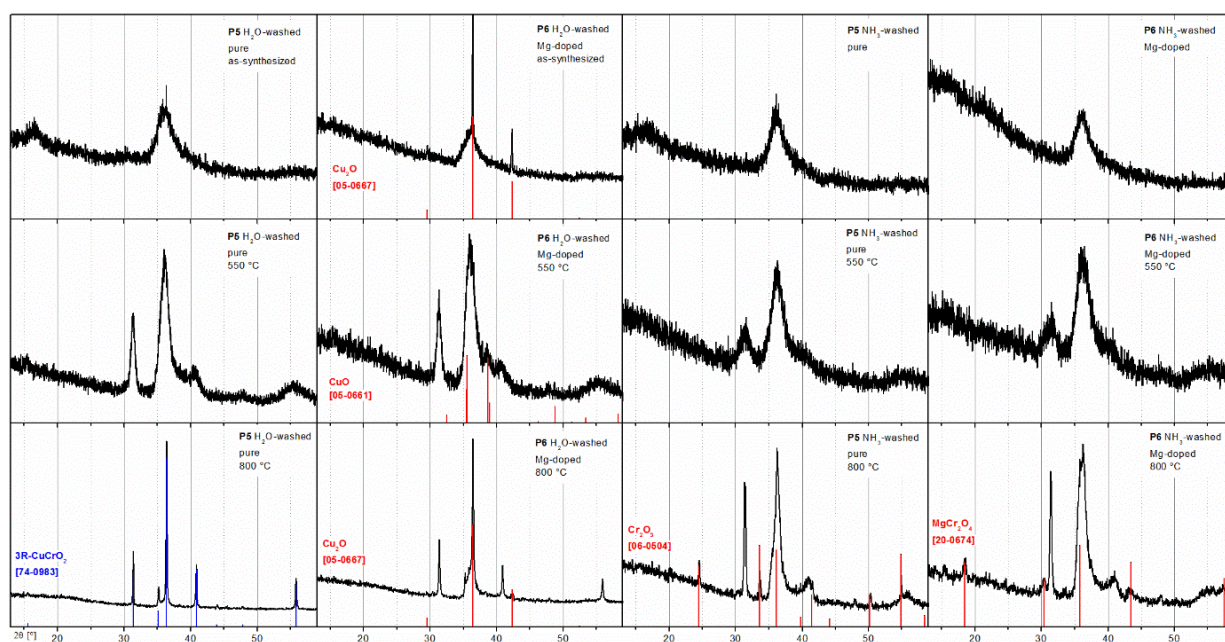 P5 H₂O-washed
pure
as-synthesized
P6 H₂O-washed
Mg-doped
as-synthesized
Cu₂O
[05-0667]
P5 NH₃-washed
pure
P6 NH₃-washed
Mg-doped
P5 H₂O-washed
pure
550 °C
P6 H₂O-washed
Mg-doped
550 °C
CuO
[05-0661]
P5 NH₃-washed
pure
550 °C
P6 NH₃-washed
Mg-doped
550 °C
P5 H₂O-washed
pure
800 °C
3R-CuCrO₂
[74-0983]
P6 H₂O-washed
Mg-doped
800 °C
Cu₂O
[05-0667]
P5 NH₃-washed
pure
800 °C
Cr₂O₃
[06-0504]
P6 NH₃-washed
Mg-doped
800 °C
MgCr₂O₄
[20-0674]
2θ [°] 20 30 40 50 20 30 40 50 20 30 40 50 20 30 40 50